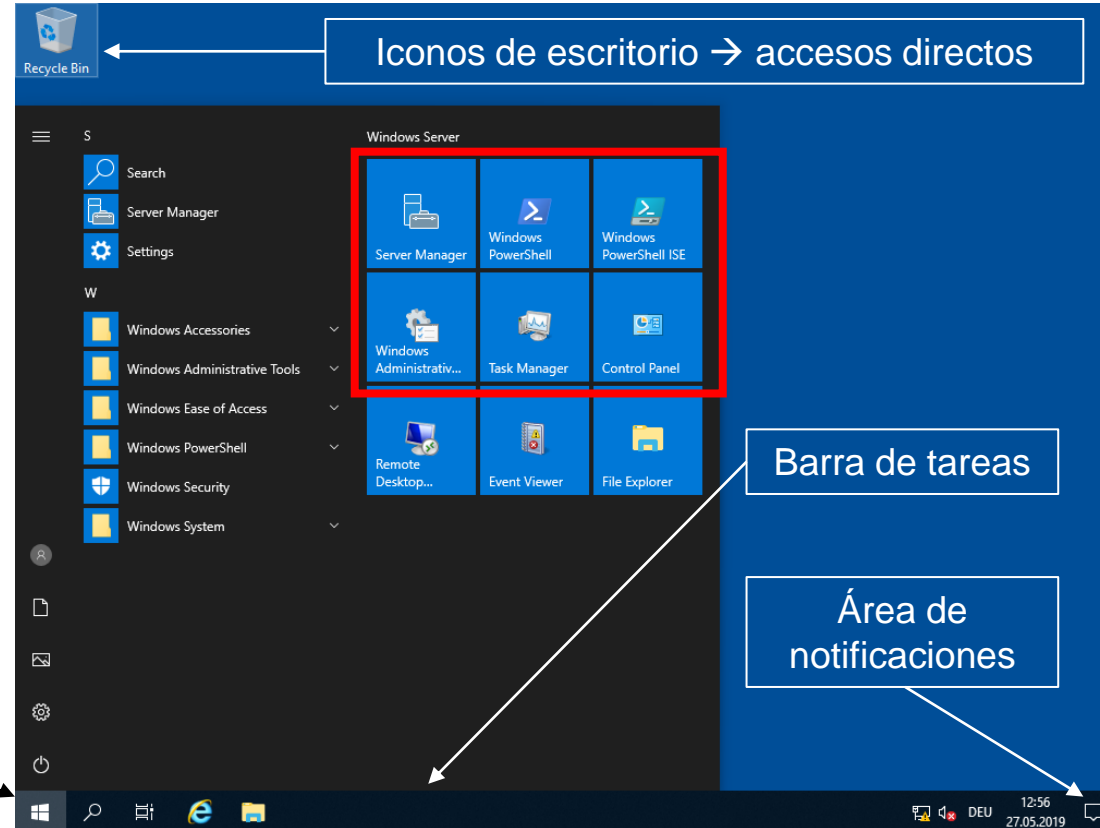 Recycle Bin
Iconos de escritorio → accesos directos
S
Search
Server Manager
Settings
W
Windows Accessories
Windows Administrative Tools
Windows Ease of Access
Windows PowerShell
Windows Security
Windows System
Windows Server
Server Manager
Windows
PowerShell
Windows
PowerShell ISE
Windows
Administrativ...
Task Manager
Control Panel
Remote
Desktop...
Event Viewer
File Explorer
Barra de tareas
Área de
notificaciones
DEU
12:56
27.05.2019